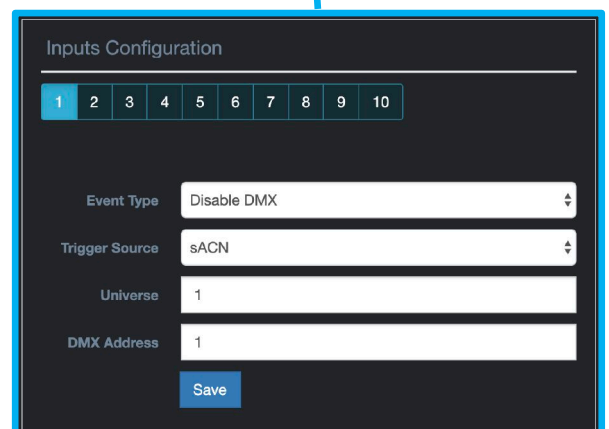 Inputs Configuration
1 2 3 4 5 6 7 8 9 10
Event Type Disable DMX
Trigger Source sACN
Universe 1
DMX Address 1
Save